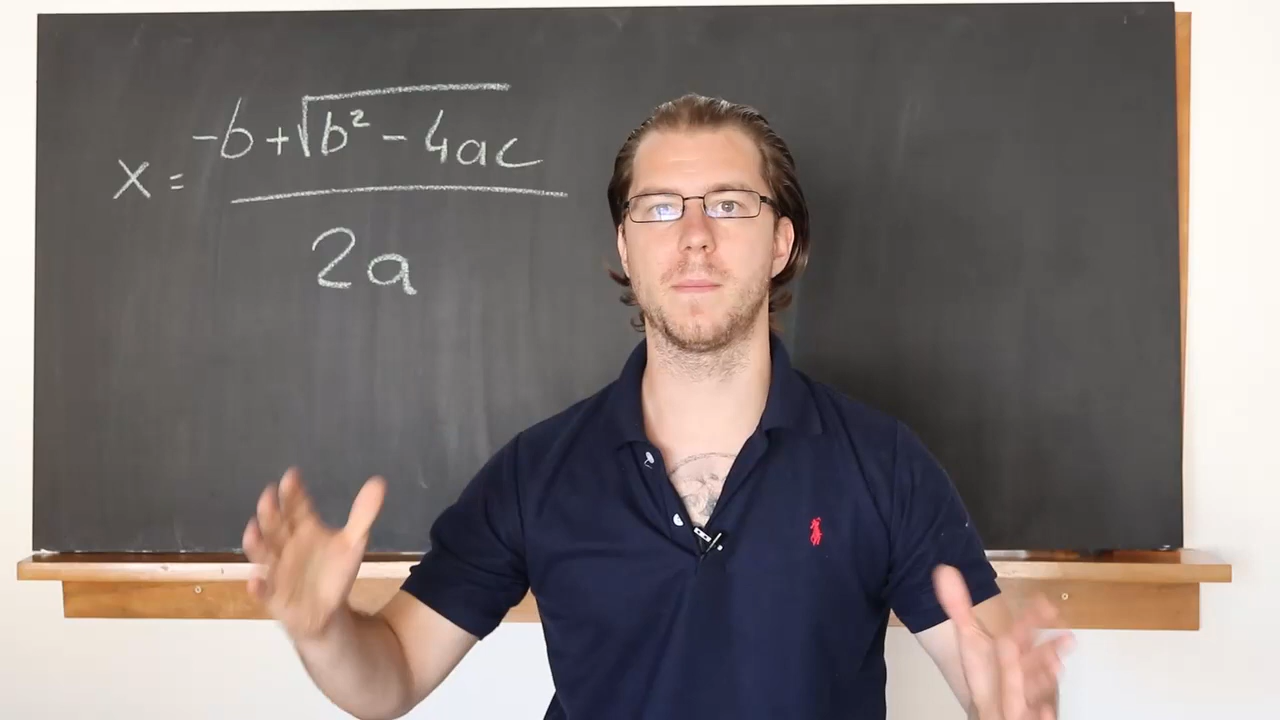 x = -b+√b² - 4ac
2a